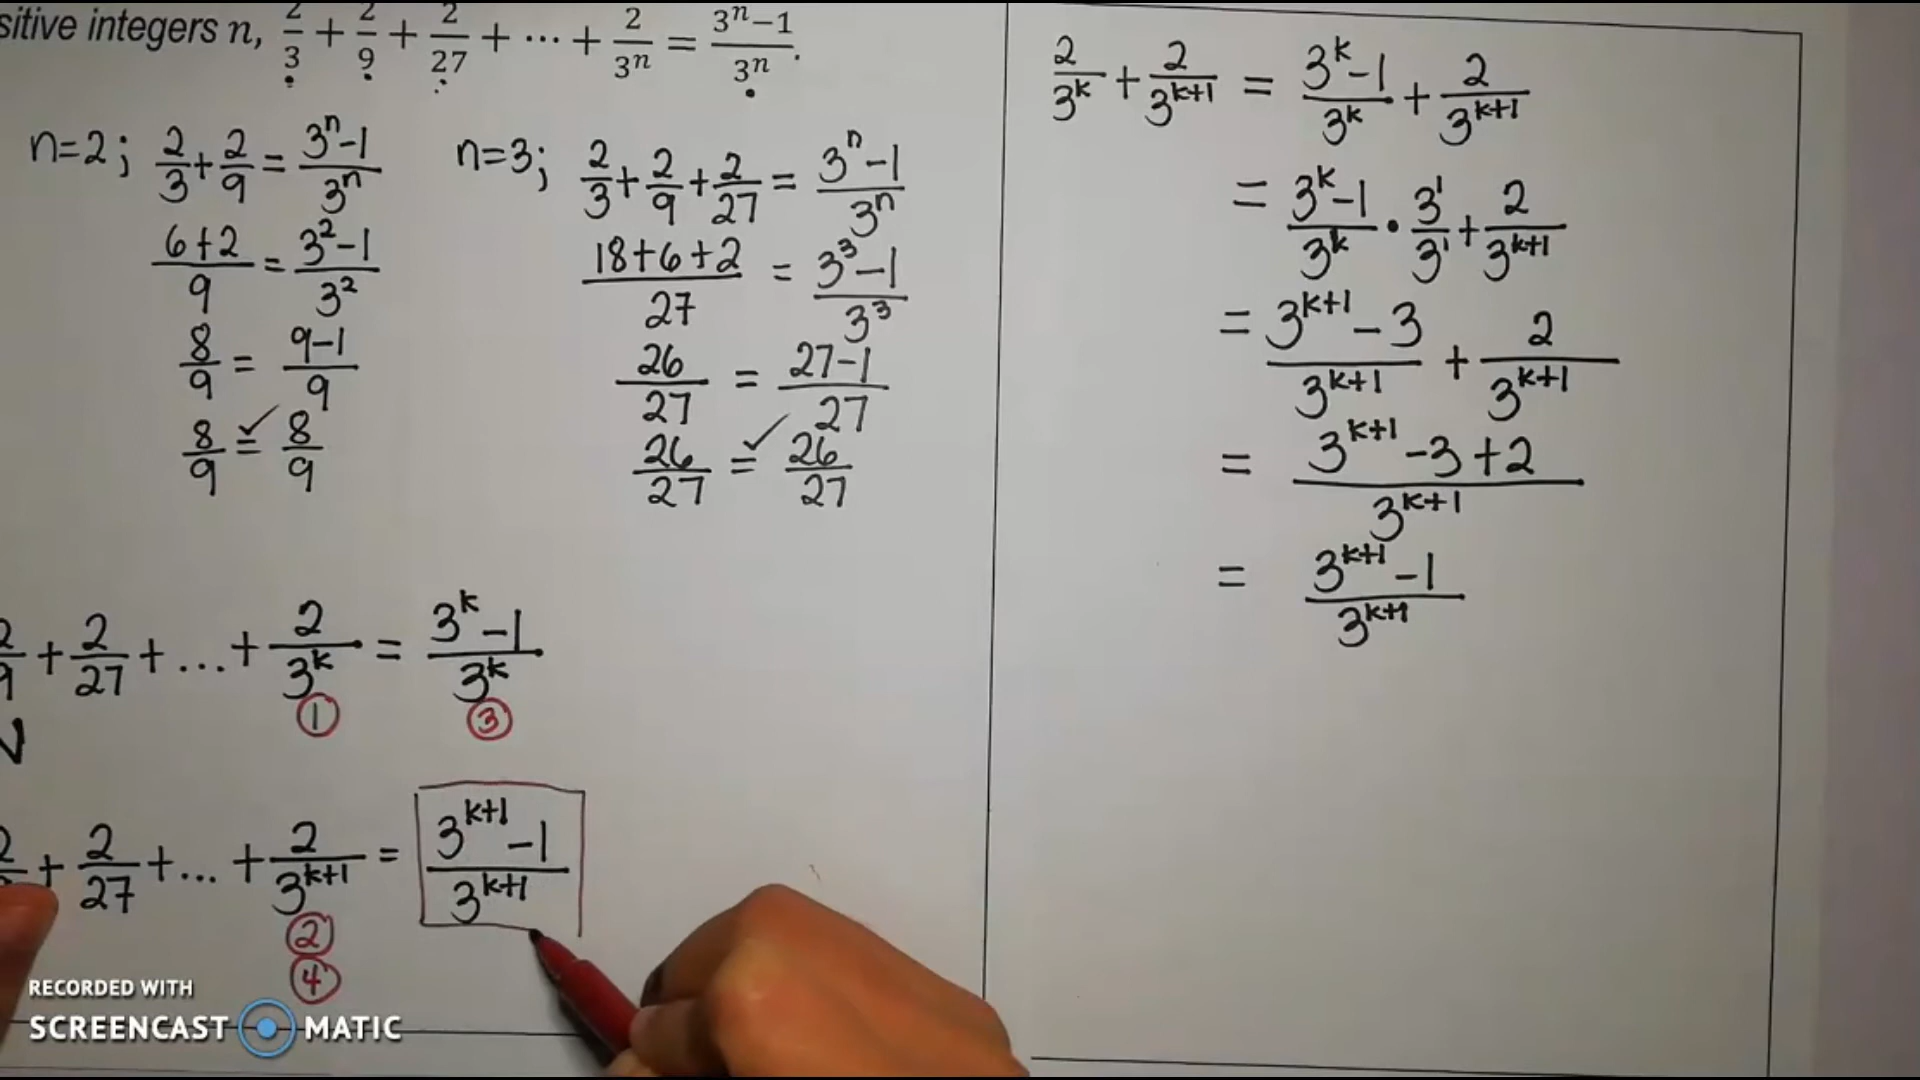 sitive integers n, 2/3 + 2/9 + 2/27 + ⋯ + 2/3^n = (3^n−1)/3^n.
n=2; 2/3 + 2/9 = (3^n−1)/3^n
(6+2)/9 = (3^2−1)/3^2
8/9 = (9−1)/9
8/9 = ✓ 8/9
n=3; 2/3 + 2/9 + 2/27 = (3^n−1)/3^n
(18+6+2)/27 = (3^3−1)/3^3
26/27 = (27−1)/27
26/27 = ✓ 26/27
2/9 + 2/27 + ... + 2/3^k = (3^k−1)/3^k
① ③
+ 2/27 + ... + 2/3^(k+1) = (3^(k+1)−1)/3^(k+1)
②
④
2/3^k + 2/3^(k+1) = (3^k−1)/3^k + 2/3^(k+1)
= (3^k−1)/3^k • 3^1/3^1 + 2/3^(k+1)
= (3^(k+1)−3)/3^(k+1) + 2/3^(k+1)
= (3^(k+1)−3+2)/3^(k+1)
= (3^(k+1)−1)/3^(k+1)
RECORDED WITH
SCREENCAST MATIC